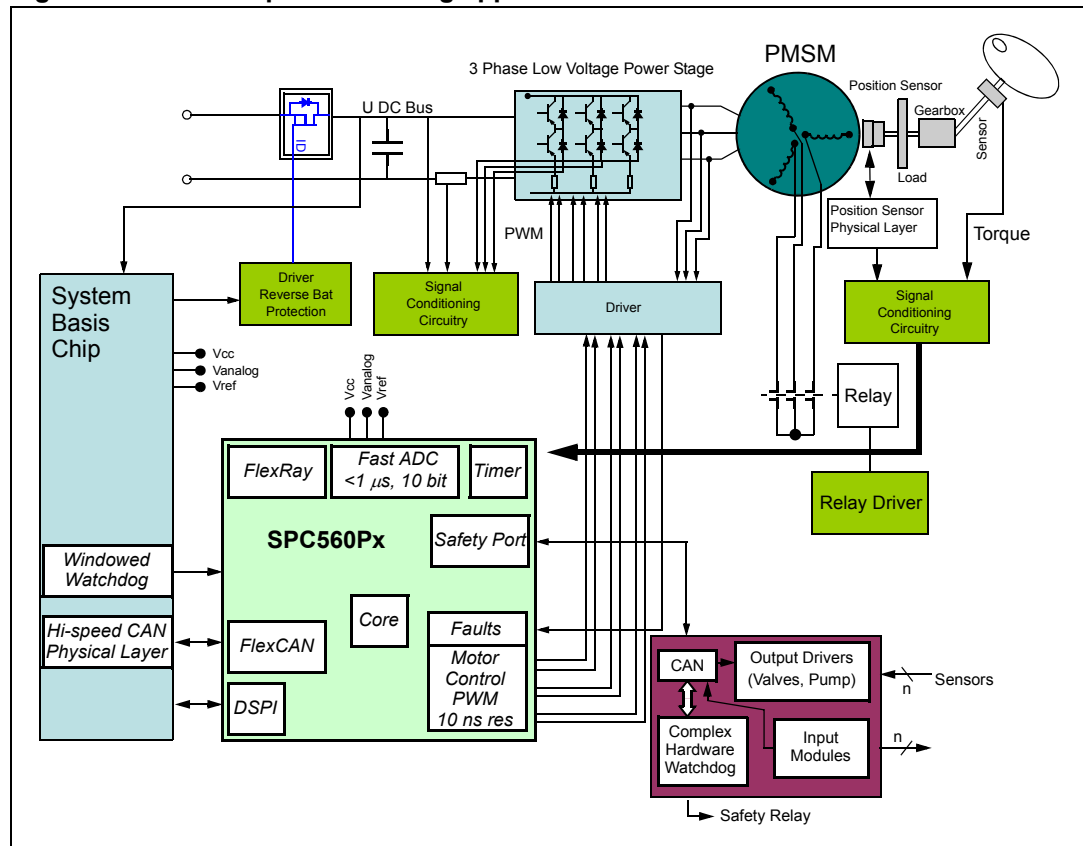 PMSM
3 Phase Low Voltage Power Stage
Position Sensor
U DC Bus
Gearbox
Sensor
ID
Load
Position Sensor
Physical Layer
PWM
Torque
System
Basis
Chip
Driver
Reverse Bat
Protection
Signal
Conditioning
Circuitry
Driver
Signal
Conditioning
Circuitry
Vcc
Vanalog
Vref
Vcc
Vanalog
Vref
Relay
FlexRay
Fast ADC
<1 μs, 10 bit
Timer
Relay Driver
SPC560Px
Safety Port
Windowed
Watchdog
Core
Hi-speed CAN
Physical Layer
FlexCAN
Faults
Motor
Control
PWM
10 ns res
DSPI
CAN
Output Drivers
(Valves, Pump)
n
Sensors
Complex
Hardware
Watchdog
Input
Modules
n
Safety Relay